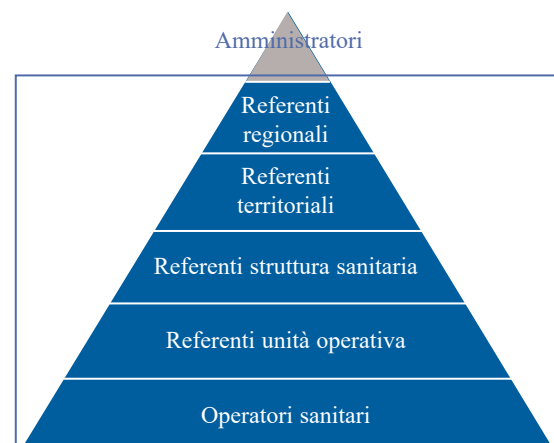 Amministratori
Referenti
regionali
Referenti
territoriali
Referenti struttura sanitaria
Referenti unità operativa
Operatori sanitari